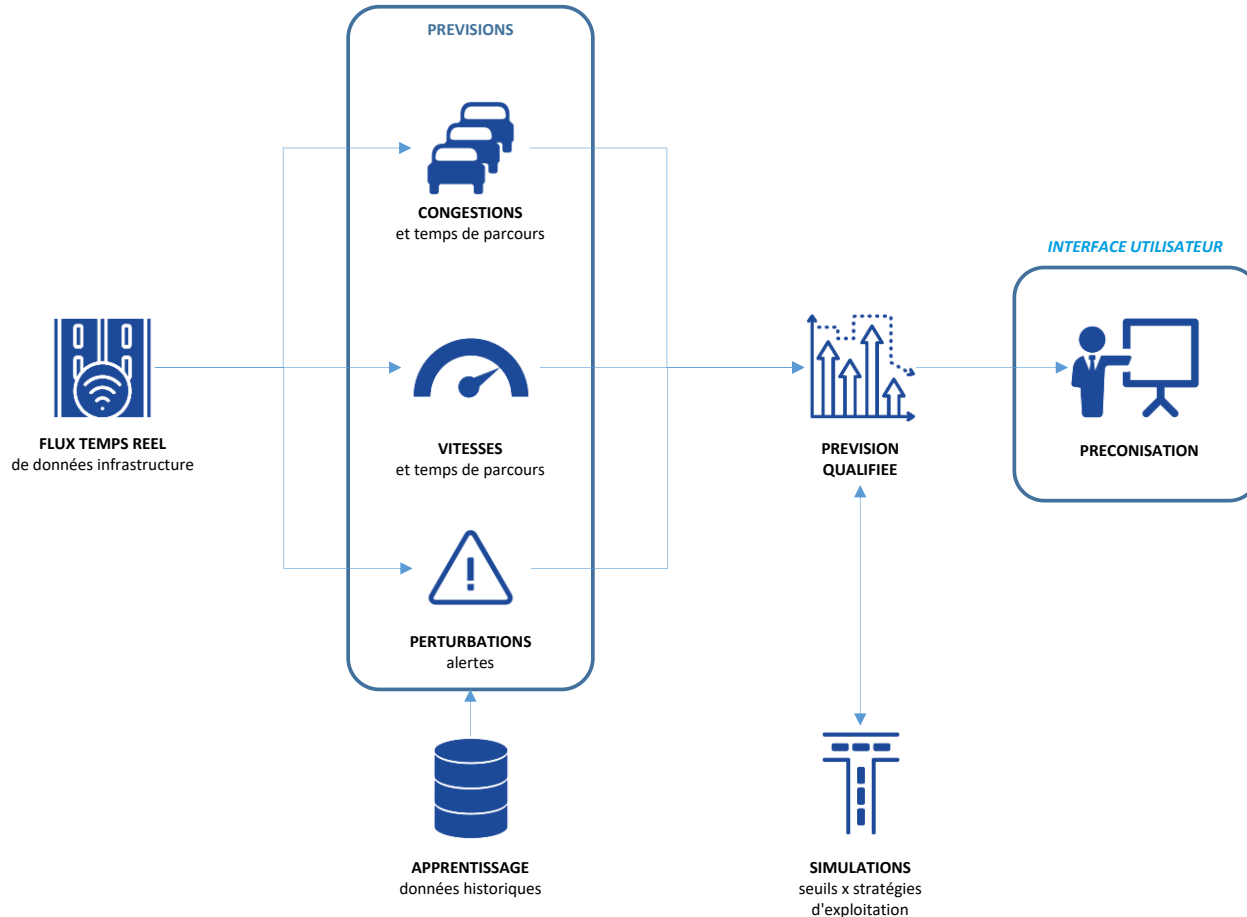 PREVISIONS
CONGESTIONS
et temps de parcours
INTERFACE UTILISATEUR
FLUX TEMPS REEL
de données infrastructure
VITESSES
et temps de parcours
PREVISION
QUALIFIEE
PRECONISATION
PERTURBATIONS
alertes
APPRENTISSAGE
données historiques
SIMULATIONS
seuils x stratégies
d'exploitation